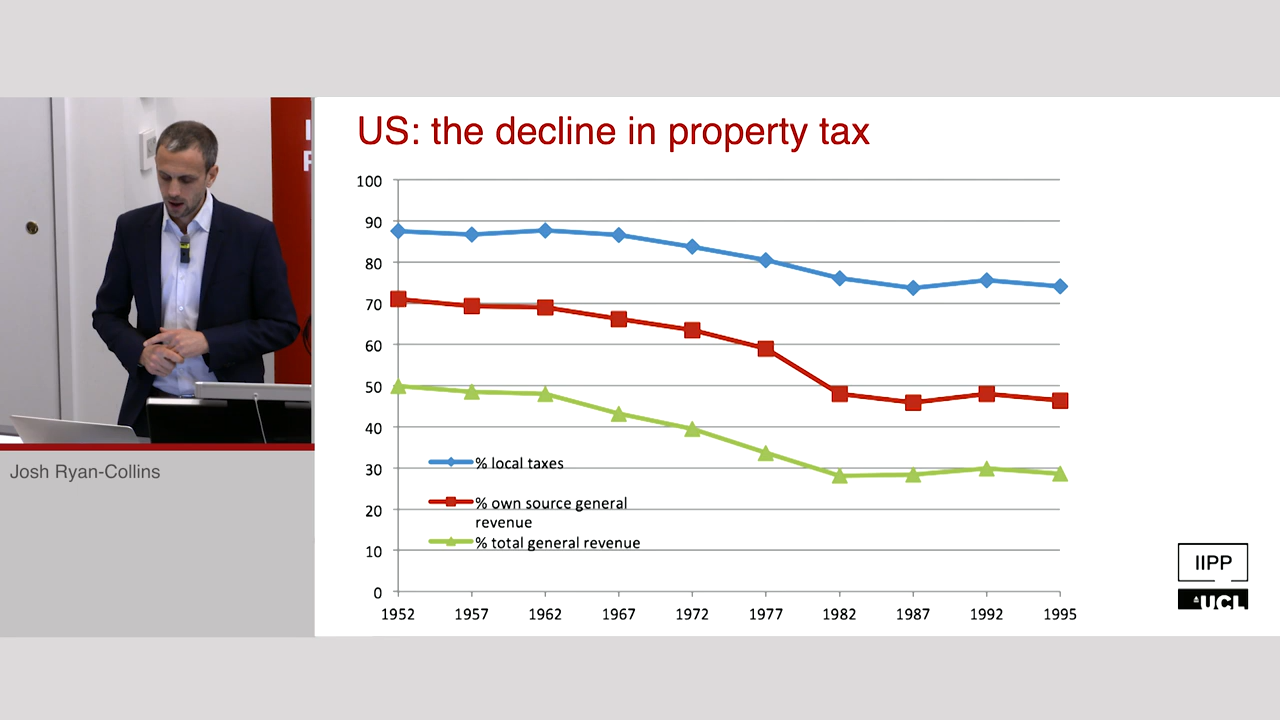 US: the decline in property tax
100
90
80
70
60
50
40
30
20
10
0
% local taxes
% own source general
revenue
% total general revenue
1952 1957 1962 1967 1972 1977 1982 1987 1992 1995
Josh Ryan-Collins
IIPP
UCL